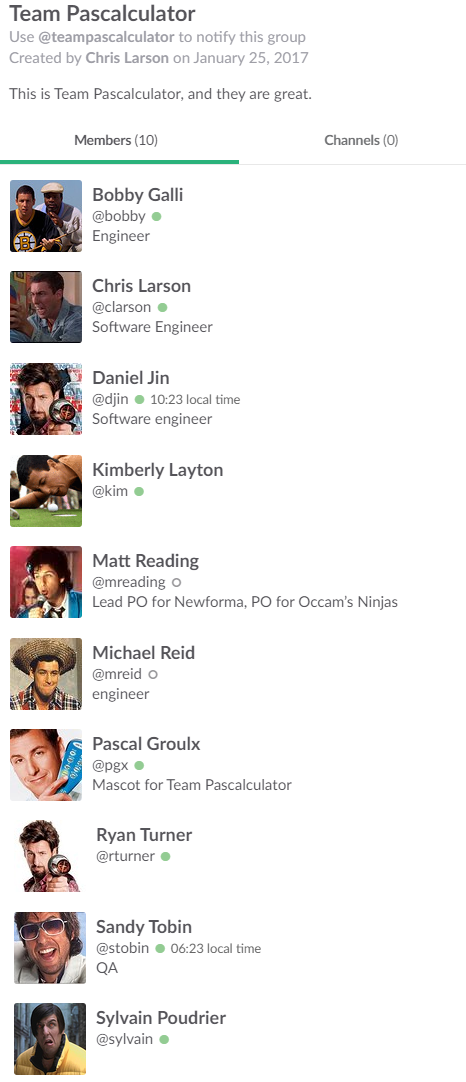 Team Pascalculator
Use @teampascalculator to notify this group
Created by Chris Larson on January 25, 2017
This is Team Pascalculator, and they are great.
Members (10)
Channels (0)
Bobby Galli
@bobby
Engineer
Chris Larson
@clarson
Software Engineer
Daniel Jin
@djin 10:23 local time
Software engineer
Kimberly Layton
@kim
Matt Reading
@mreading
Lead PO for Newforma, PO for Occam's Ninjas
Michael Reid
@mreid
engineer
Pascal Groulx
@pgx
Mascot for Team Pascalculator
Ryan Turner
@rturner
Sandy Tobin
@stobin 06:23 local time
QA
Sylvain Poudrier
@sylvain